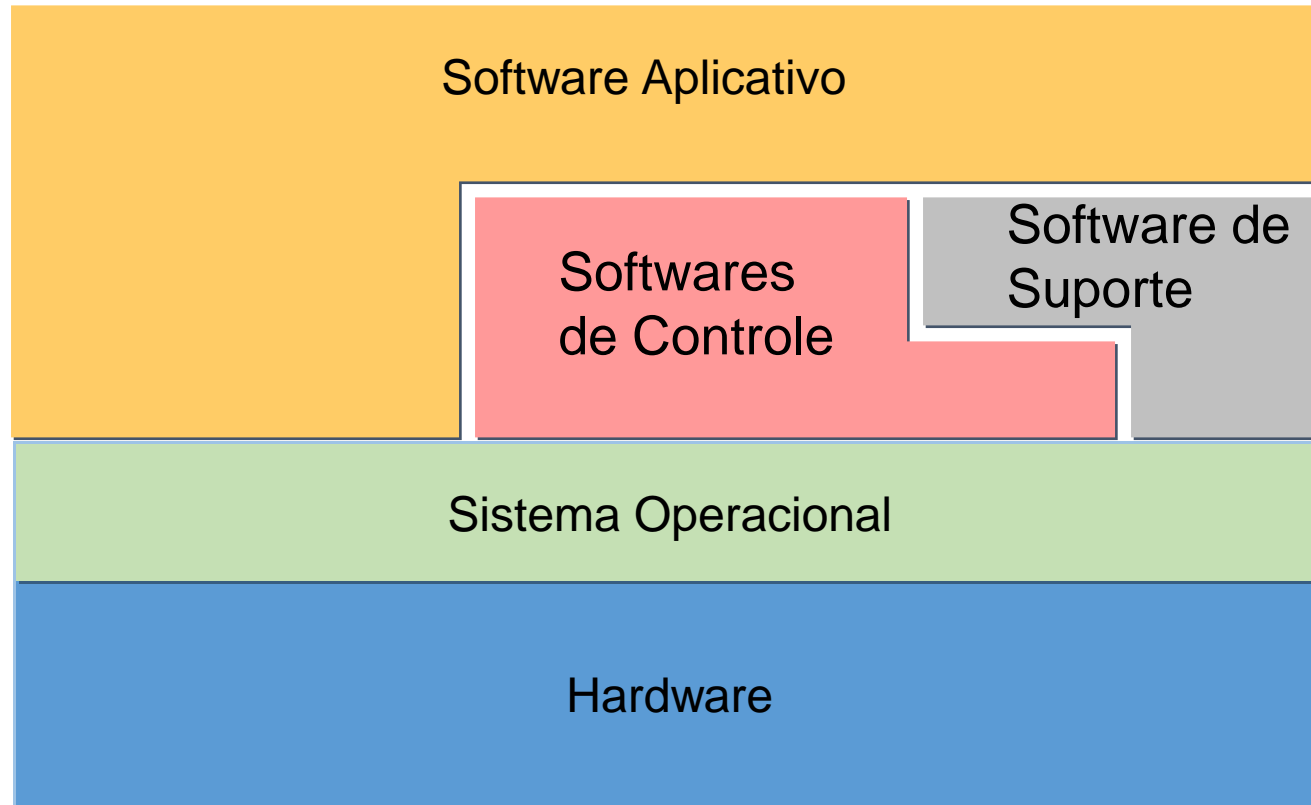 Software Aplicativo
Softwares
de Controle
Software de
Suporte
Sistema Operacional
Hardware